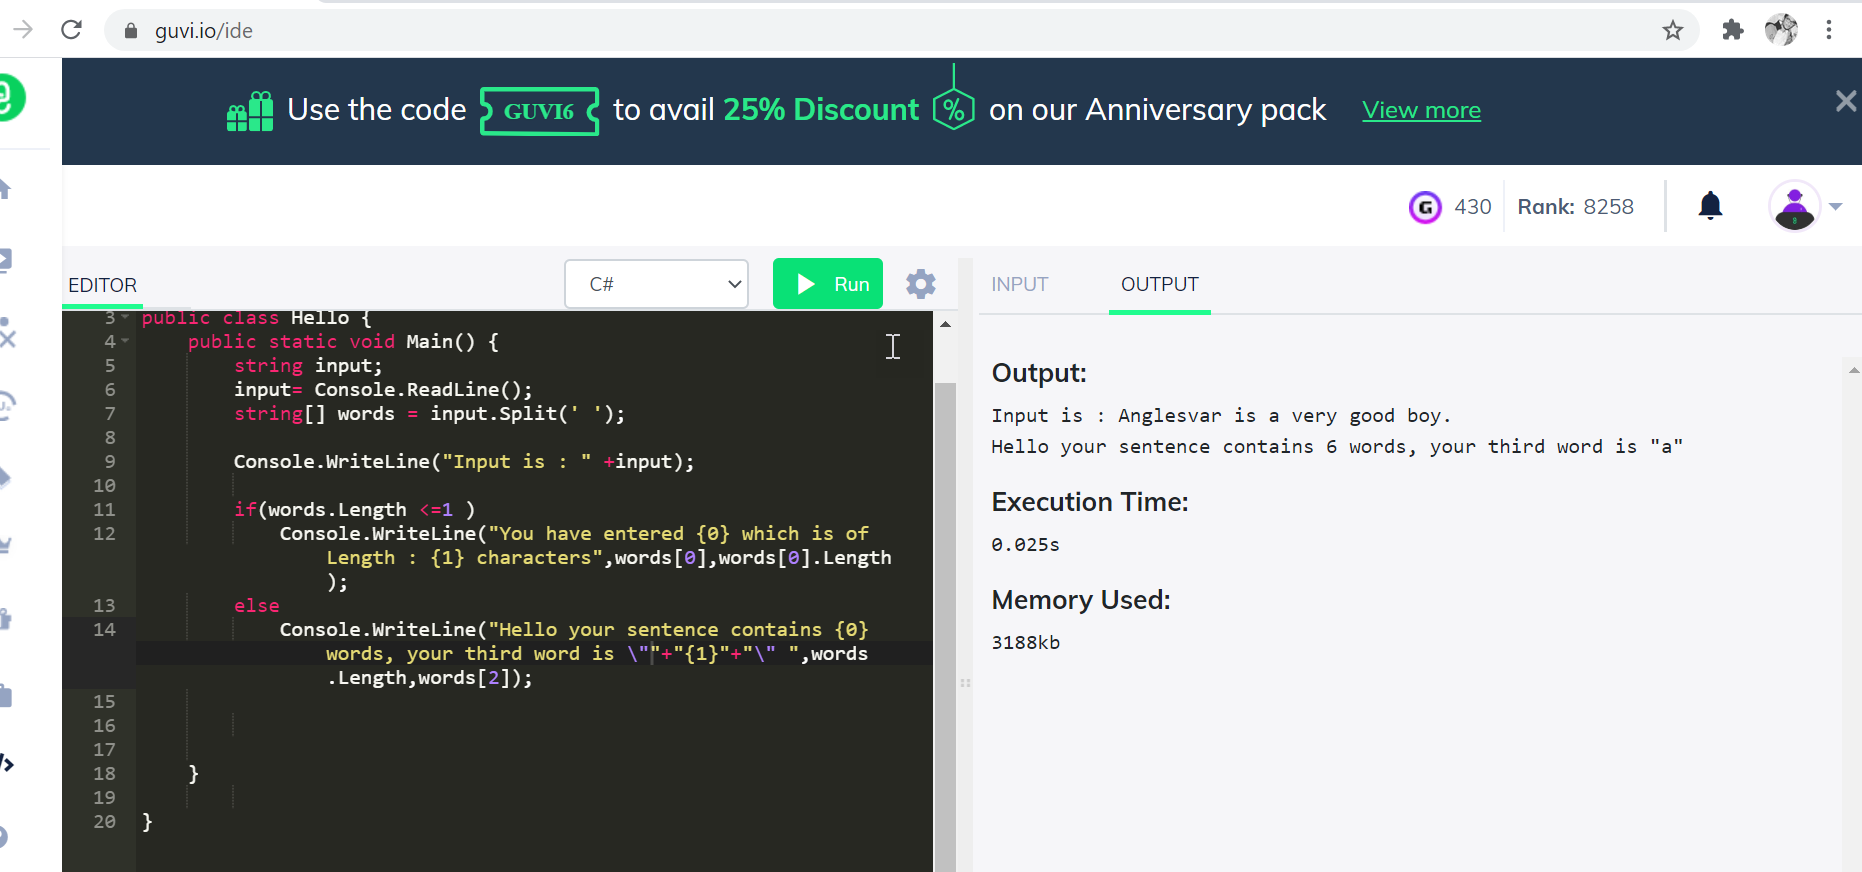 guvi.io/ide
Use the code GUVI6 to avail 25% Discount % on our Anniversary pack View more
G 430 Rank: 8258
EDITOR C# Run INPUT OUTPUT
3 public class Hello {
4 public static void Main() {
5 string input;
6 input= Console.ReadLine();
7 string[] words = input.Split(' ');
8
9 Console.WriteLine("Input is : " +input);
10
11 if(words.Length <=1 )
12 Console.WriteLine("You have entered {0} which is of
Length : {1} characters",words[0],words[0].Length
);
13 else
14 Console.WriteLine("Hello your sentence contains {0}
words, your third word is \""+"{1}"+"\" ",words
.Length,words[2]);
15
16
17
18 }
19
20 }
Output:
Input is : Anglesvar is a very good boy.
Hello your sentence contains 6 words, your third word is "a"
Execution Time:
0.025s
Memory Used:
3188kb